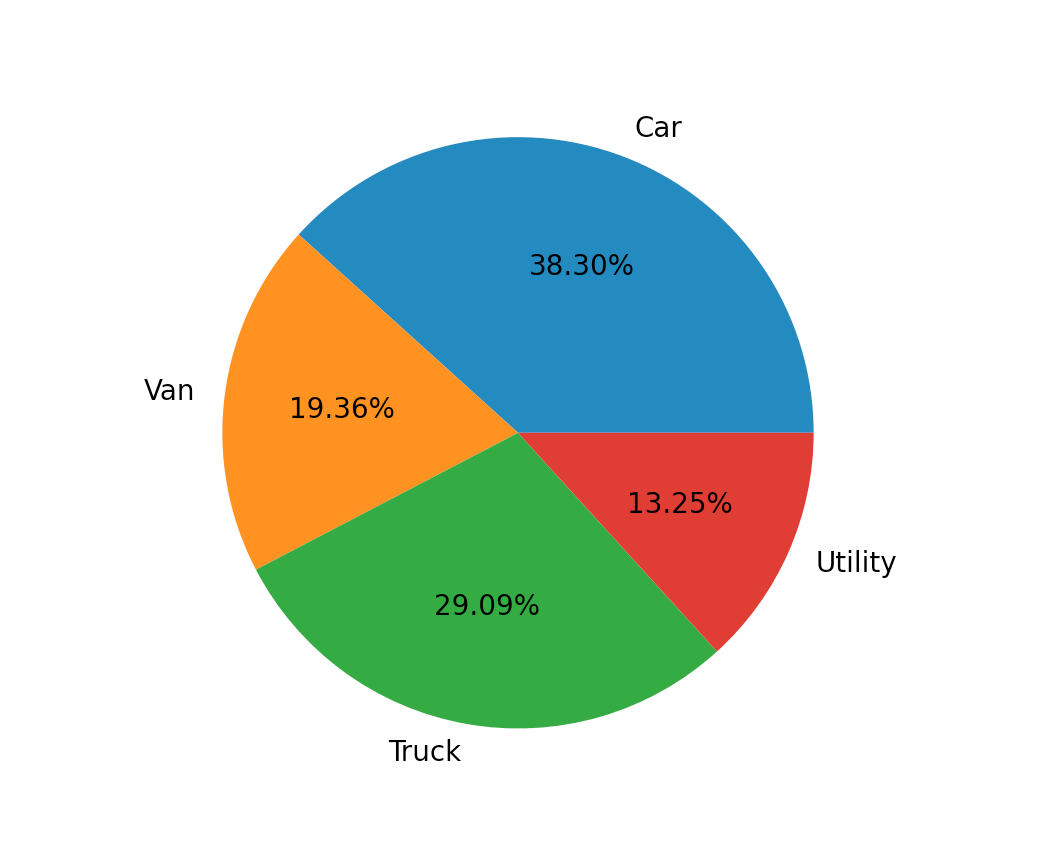 Car
38.30%
Van
19.36%
13.25%
Utility
29.09%
Truck